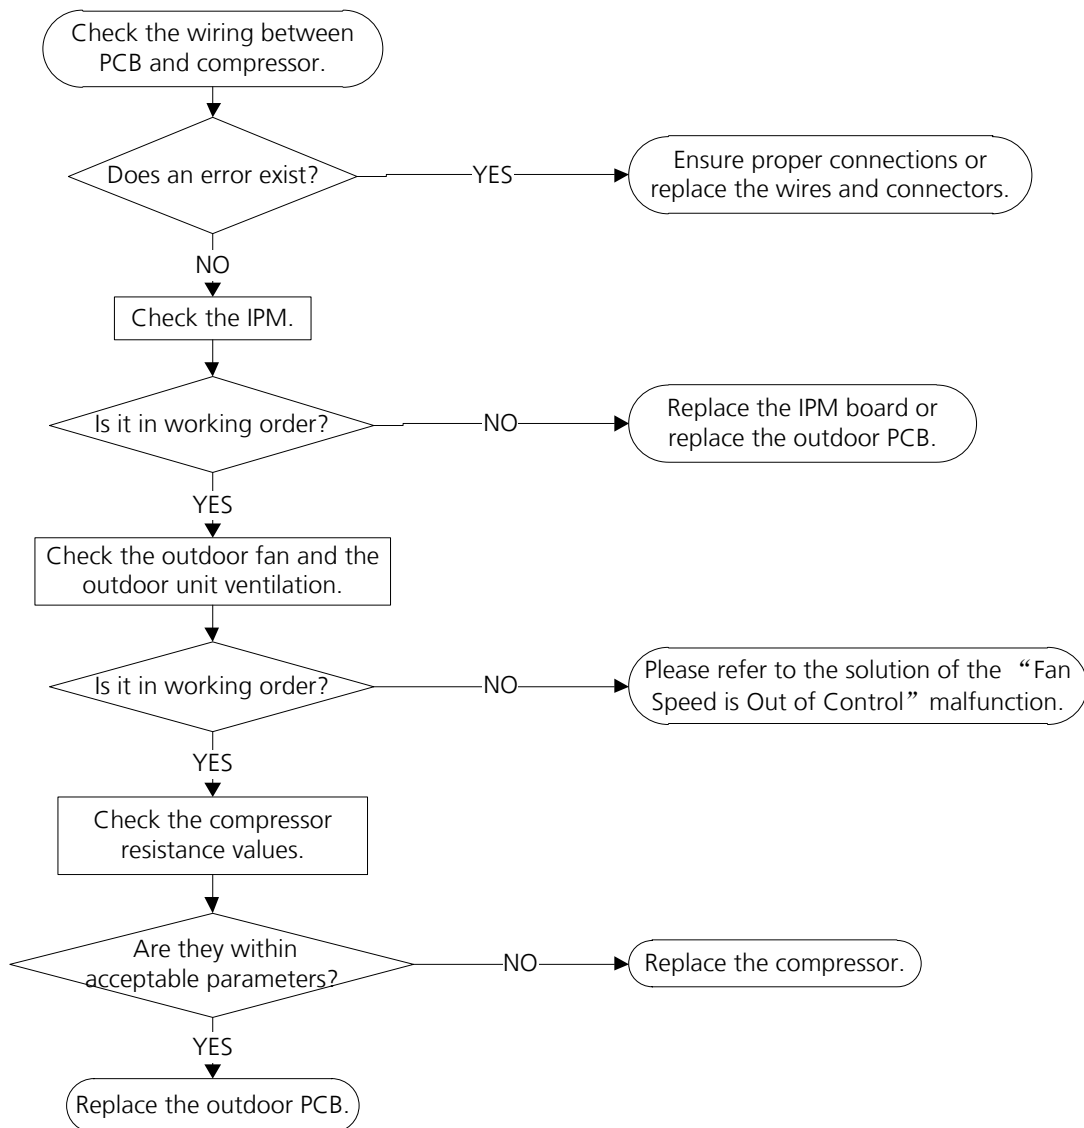 Check the wiring between
PCB and compressor.
Does an error exist?
YES
Ensure proper connections or
replace the wires and connectors.
NO
Check the IPM.
Is it in working order?
NO
Replace the IPM board or
replace the outdoor PCB.
YES
Check the outdoor fan and the
outdoor unit ventilation.
Is it in working order?
NO
Please refer to the solution of the “Fan
Speed is Out of Control” malfunction.
YES
Check the compressor
resistance values.
Are they within
acceptable parameters?
NO
Replace the compressor.
YES
Replace the outdoor PCB.